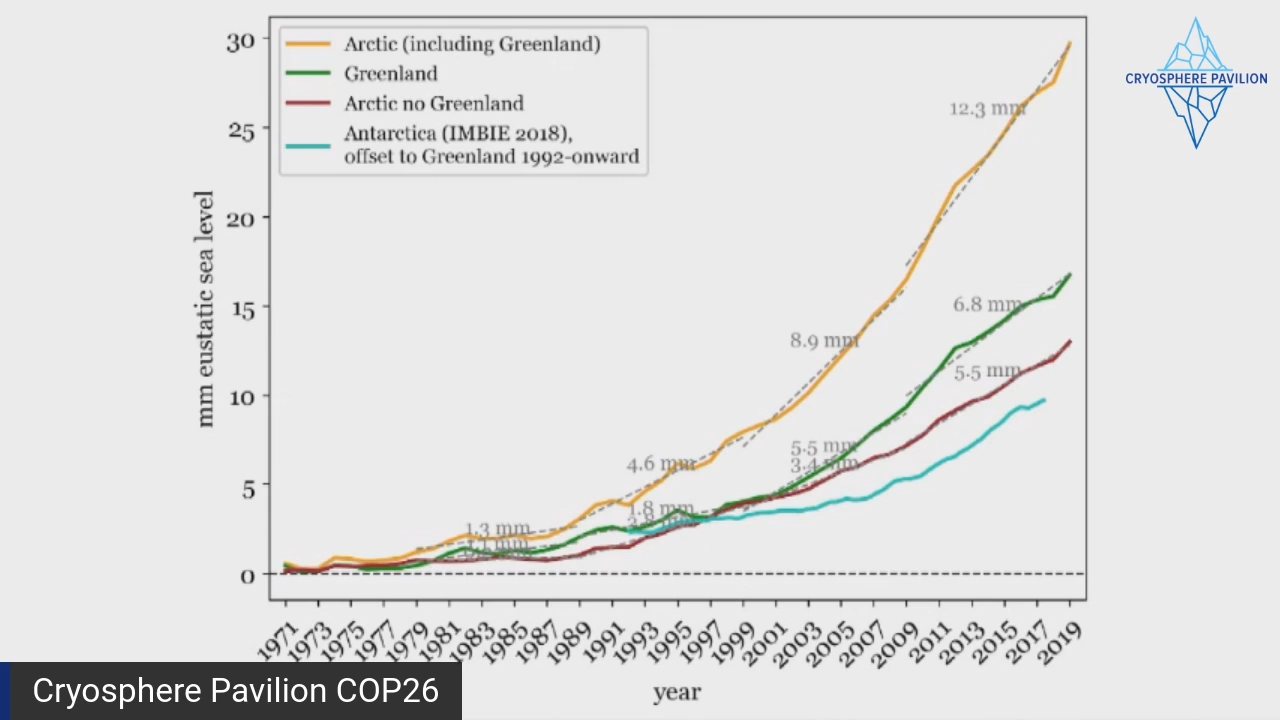 30
25
20
15
10
5
0
mm eustatic sea level
Arctic (including Greenland)
Greenland
Arctic no Greenland
Antarctica (IMBIE 2018),
offset to Greenland 1992-onward
CRYOSPHERE PAVILION
12.3 mm
6.8 mm
8.9 mm
5.5 mm
5.5 mm
3.4 mm
4.6 mm
1.8 mm
1.3 mm
1971
1973
1975
1977
1979
1981
1983
1985
1987
1989
1991
1993
1995
1997
1999
2001
2003
2005
2007
2009
2011
2013
2015
2017
2019
year
Cryosphere Pavilion COP26